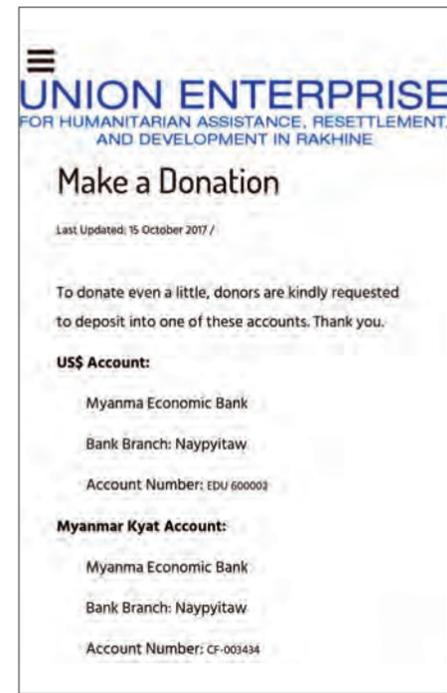 UNION ENTERPRISE
FOR HUMANITARIAN ASSISTANCE, RESETTLEMENT,
AND DEVELOPMENT IN RAKHINE
Make a Donation
Last Updated: 15 October 2017 /
To donate even a little, donors are kindly requested
to deposit into one of these accounts. Thank you.
US$ Account:
Myanma Economic Bank
Bank Branch: Naypyitaw
Account Number: EDU 600003
Myanmar Kyat Account:
Myanma Economic Bank
Bank Branch: Naypyitaw
Account Number: CF-003434